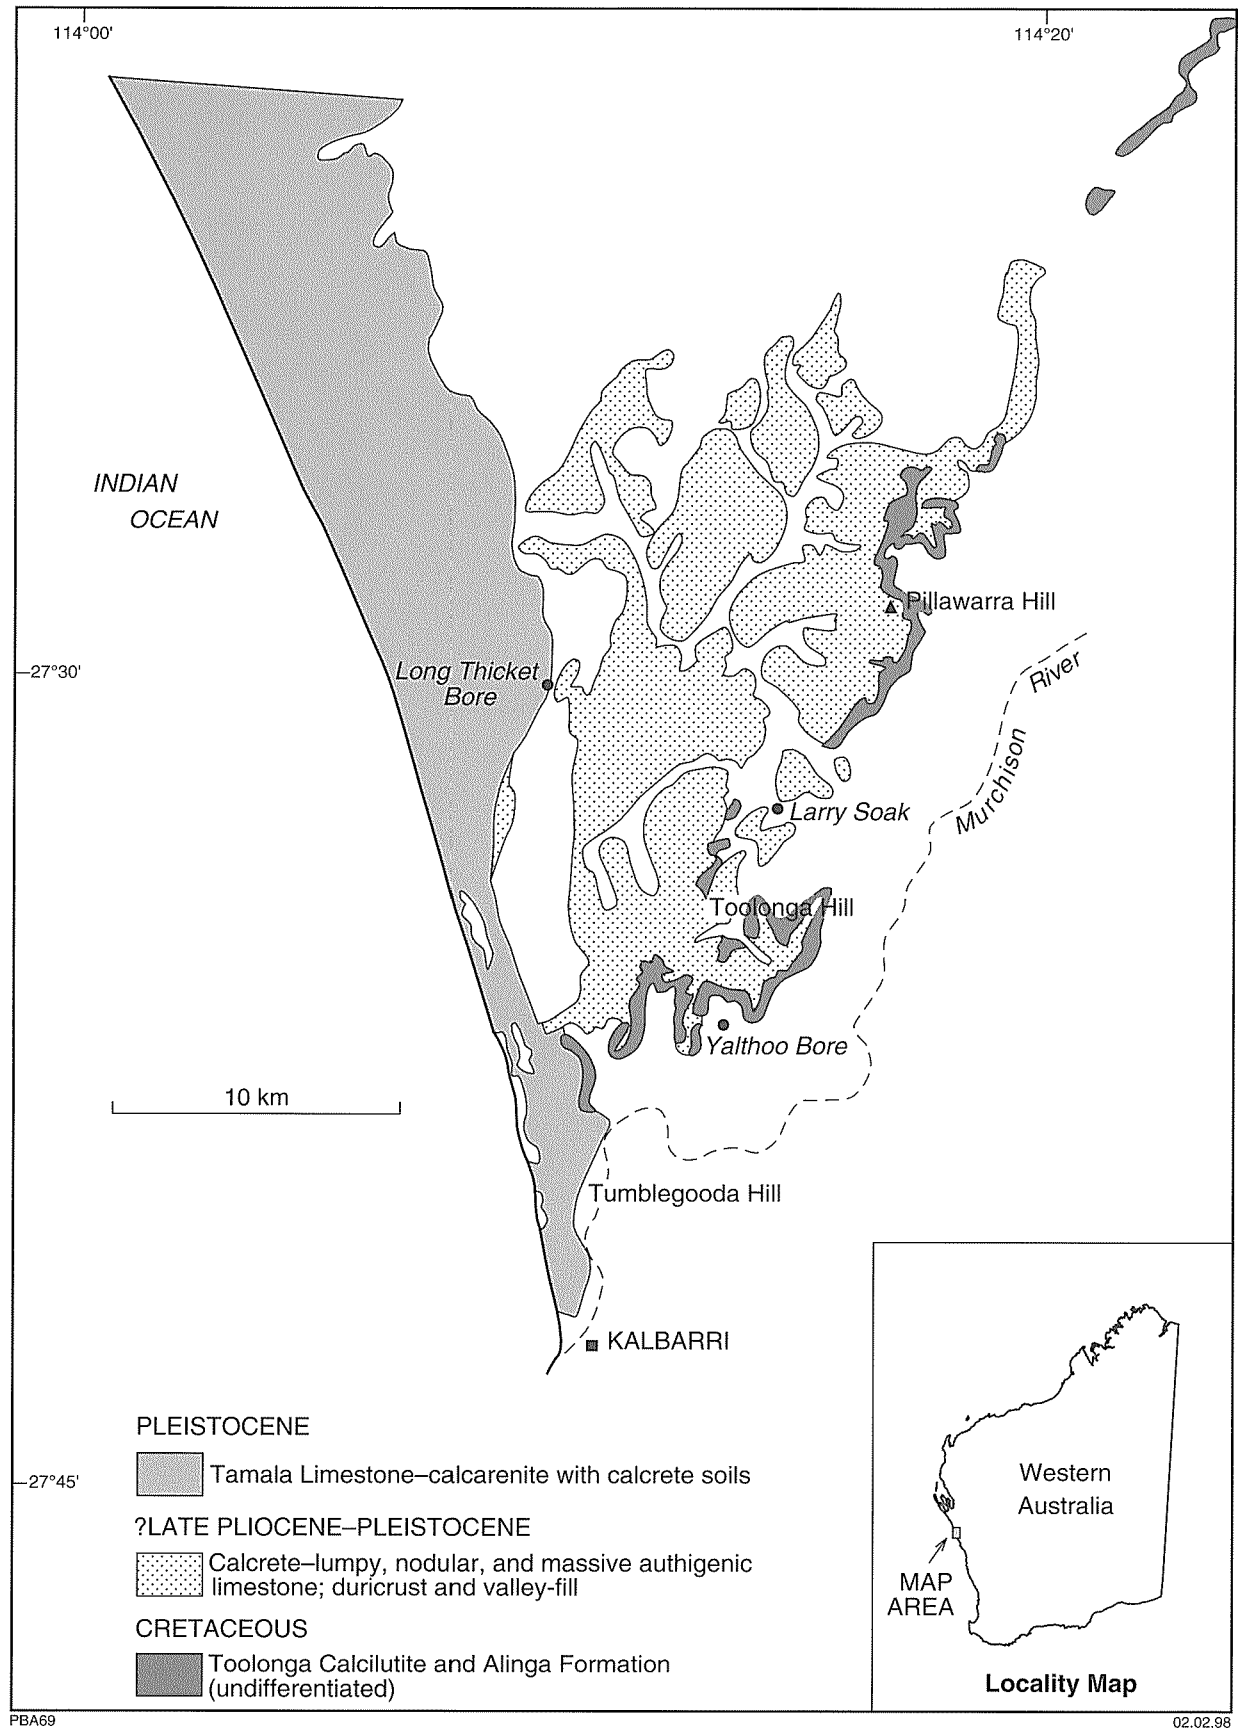 114°00'
114°20'
INDIAN
OCEAN
Pillawarra Hill
27°30'
Long Thicket
Bore
River
Murchison
Larry Soak
Toolonga Hill
Yalthoo Bore
10 km
Tumblegooda Hill
KALBARRI
PLEISTOCENE
27°45'
Tamala Limestone–calcarenite with calcrete soils
?LATE PLIOCENE–PLEISTOCENE
Calcrete–lumpy, nodular, and massive authigenic
limestone; duricrust and valley-fill
CRETACEOUS
Toolonga Calcilutite and Alinga Formation
(undifferentiated)
Western
Australia
MAP
AREA
Locality Map
PBA69
02.02.98